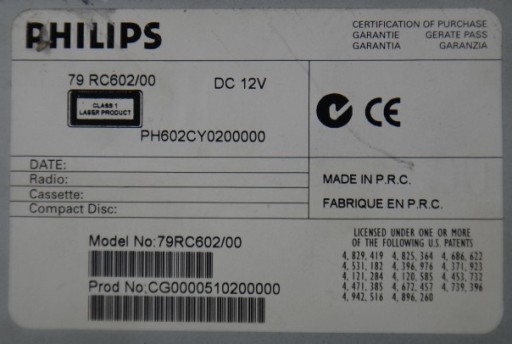 PHILIPS
CERTIFICATION OF PURCHASE
GARANTIE GERATE PASS
GARANTIA GARANZIA
79 RC602/00 DC 12V
CLASS 1
LASER PRODUCT
PH602CY0200000
CE
DATE:
Radio:
Cassette:
Compact Disc:
MADE IN P.R.C.
FABRIQUE EN P.R.C.
Model No:79RC602/00
Prod No:CG0000510200000
LICENSED UNDER ONE OR MORE
OF THE FOLLOWING U.S. PATENTS
4, 829, 419 4, 825, 364 4, 686, 622
4, 531, 182 4, 396, 976 4, 371, 923
4, 121, 284 4, 120, 585 4, 453, 732
4, 471, 385 4, 672, 457 4, 739, 396
4, 942, 516 4, 896, 260